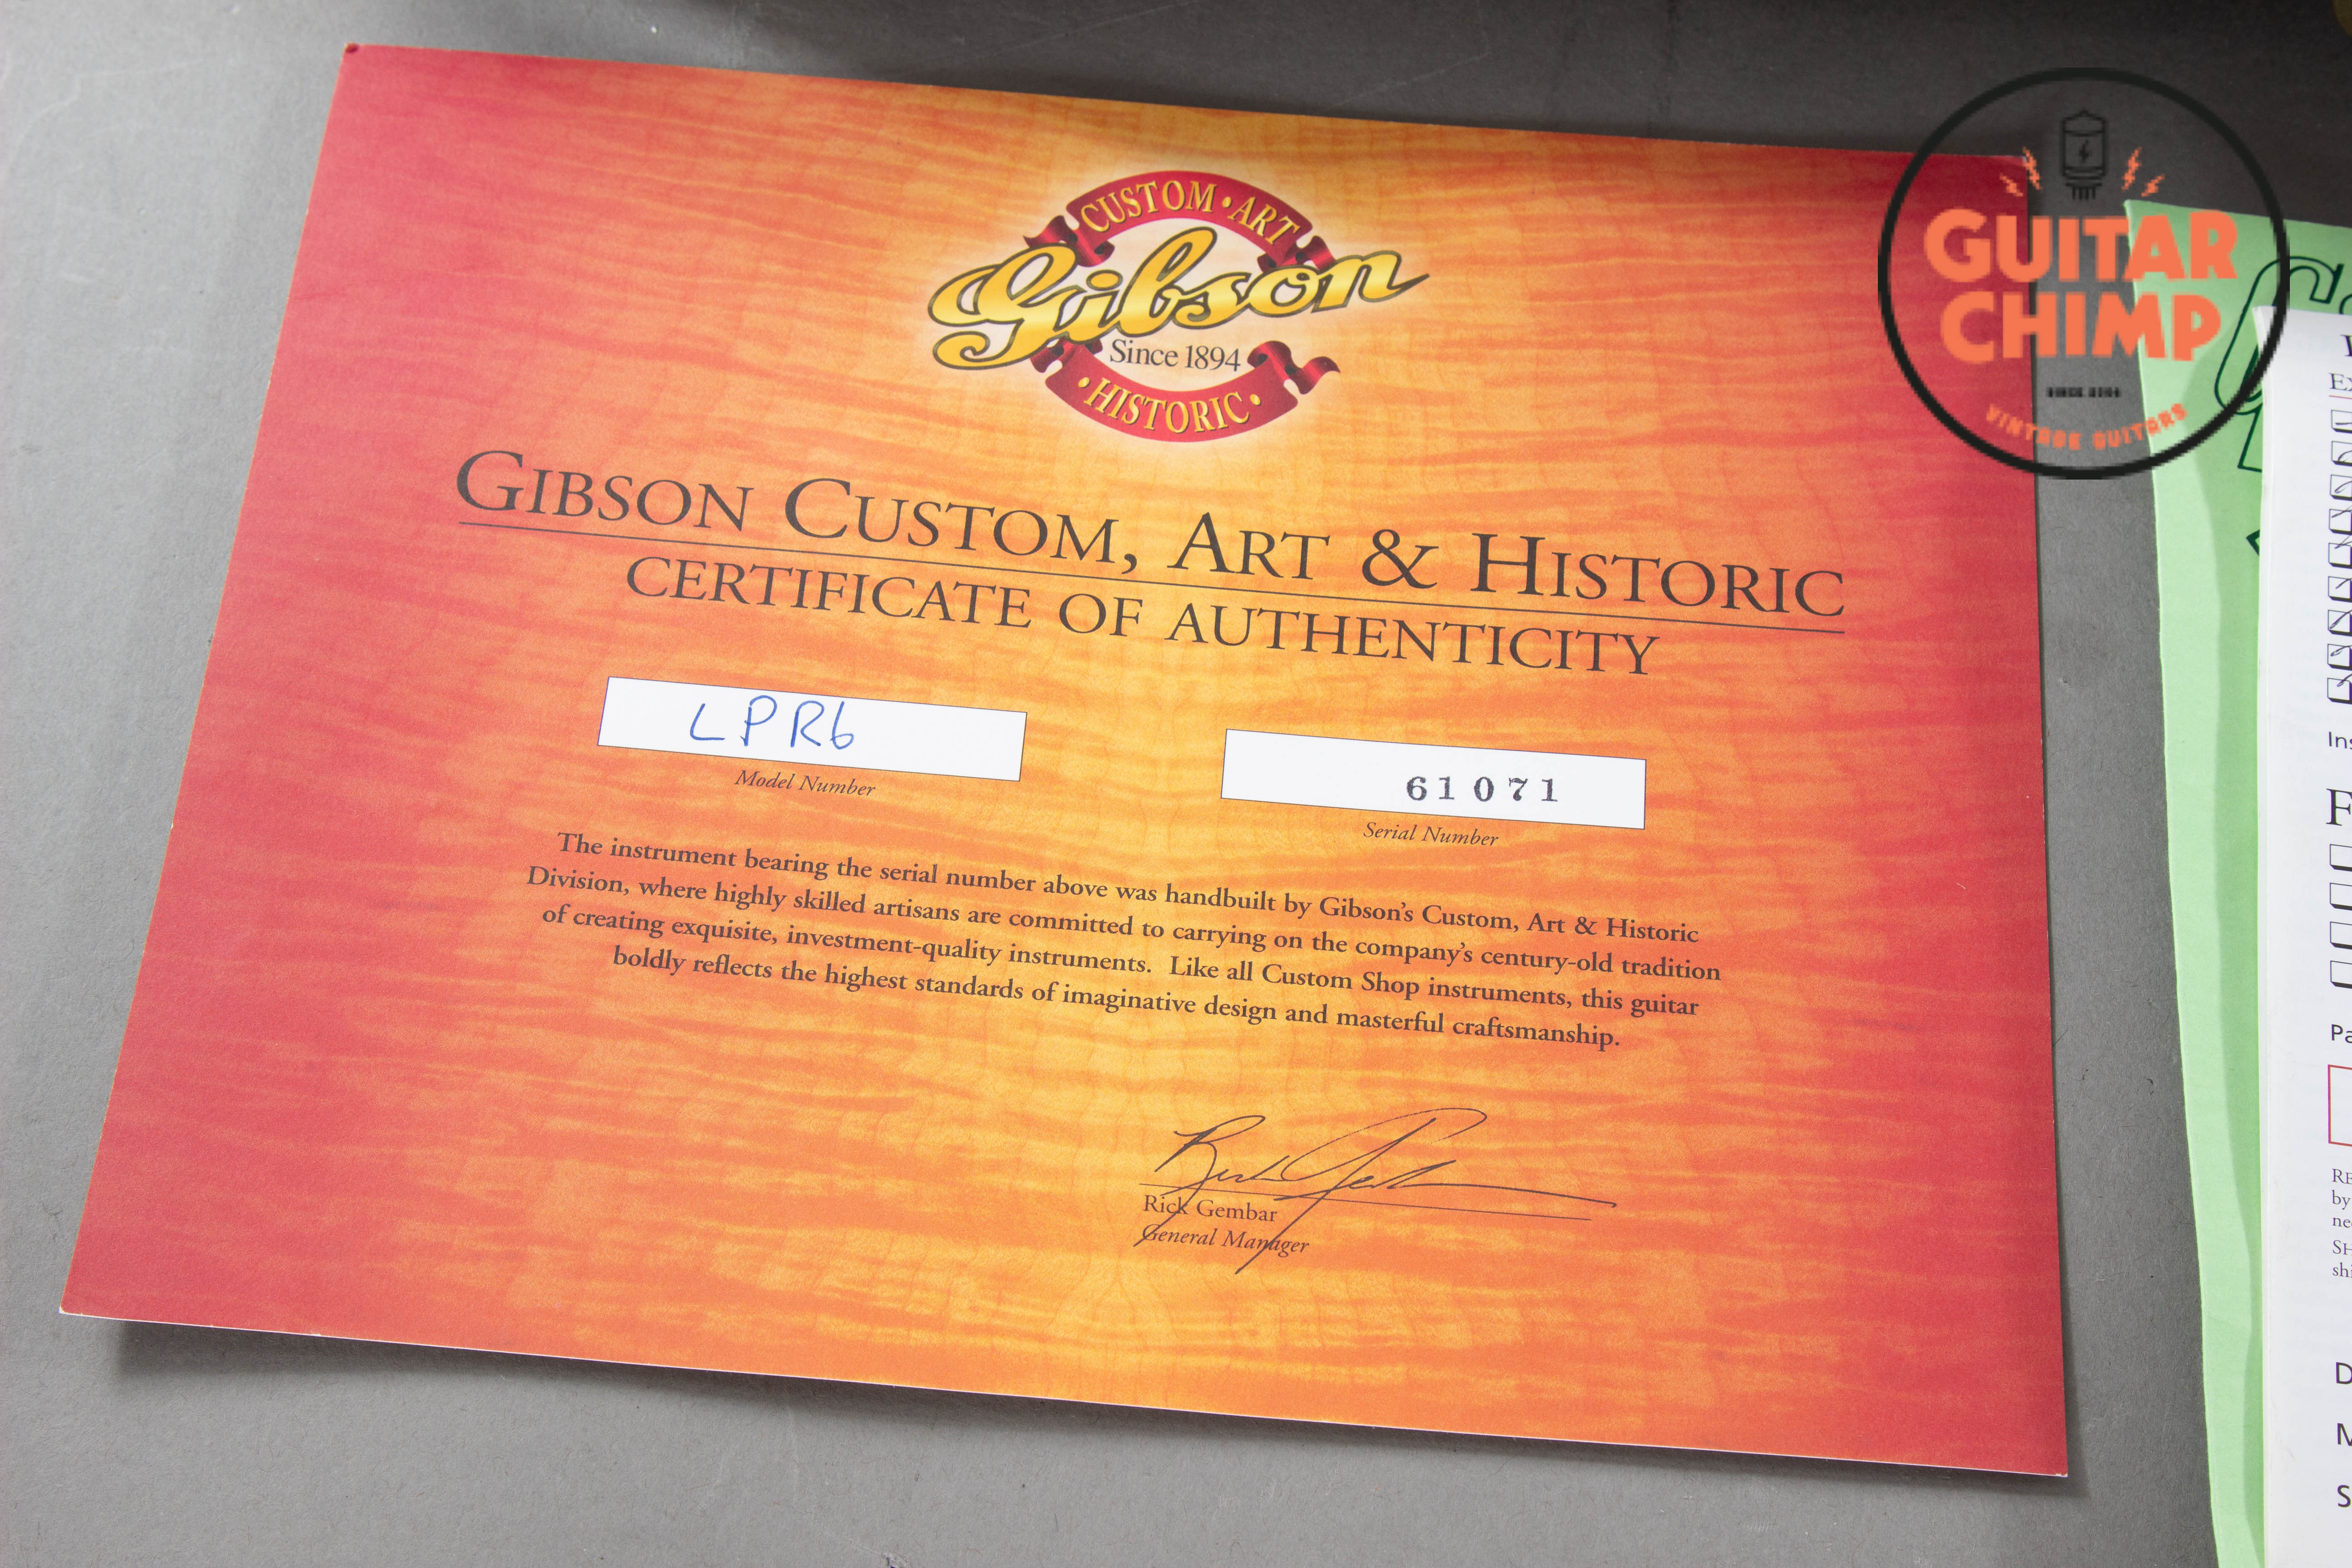 CUSTOM • ART
Gibson
Since 1894
• HISTORIC •
GIBSON CUSTOM, ART & HISTORIC
CERTIFICATE OF AUTHENTICITY
LPR6
Model Number
61071
Serial Number
The instrument bearing the serial number above was handbuilt by Gibson's Custom, Art & Historic
Division, where highly skilled artisans are committed to carrying on the company's century-old tradition
of creating exquisite, investment-quality instruments. Like all Custom Shop instruments, this guitar
boldly reflects the highest standards of imaginative design and masterful craftsmanship.
Rick Gembar
General Manager
GUITAR
CHIMP
VINTAGE GUITARS
by